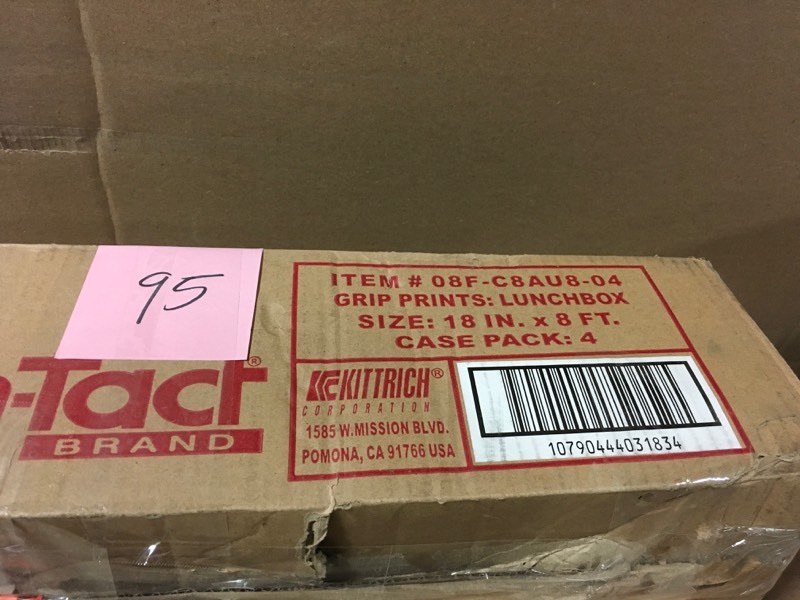 95
-Tact®
BRAND
ITEM # 08F-C8AU8-04
GRIP PRINTS: LUNCHBOX
SIZE: 18 IN. x 8 FT.
CASE PACK: 4
KITTRICH®
CORPORATION
1585 W. MISSION BLVD.
POMONA, CA 91766 USA
10790444031834